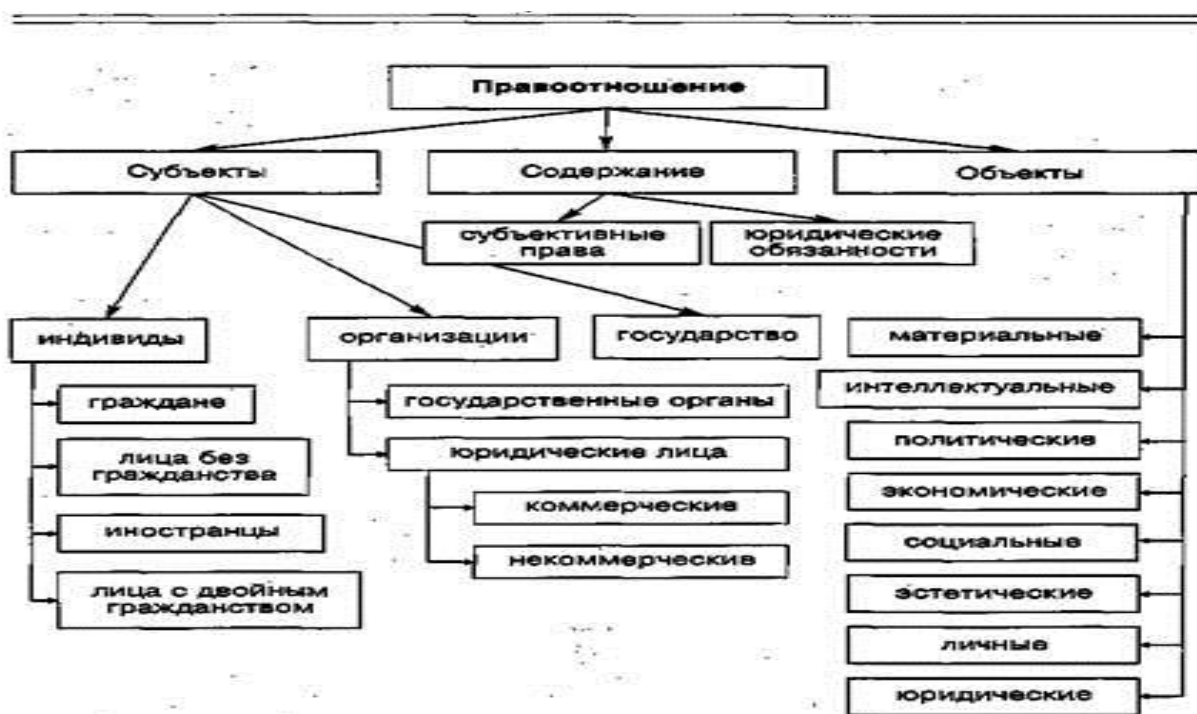 Правоотношение
Субъекты
Содержание
Объекты
субъективные
права
юридические
обязанности
индивиды
организации
государство
материальные
граждане
государственные органы
интеллектуальные
лица без
гражданства
юридические лица
политические
коммерческие
экономические
иностранцы
некоммерческие
социальные
лица с двойным
гражданством
эстетические
личные
юридические